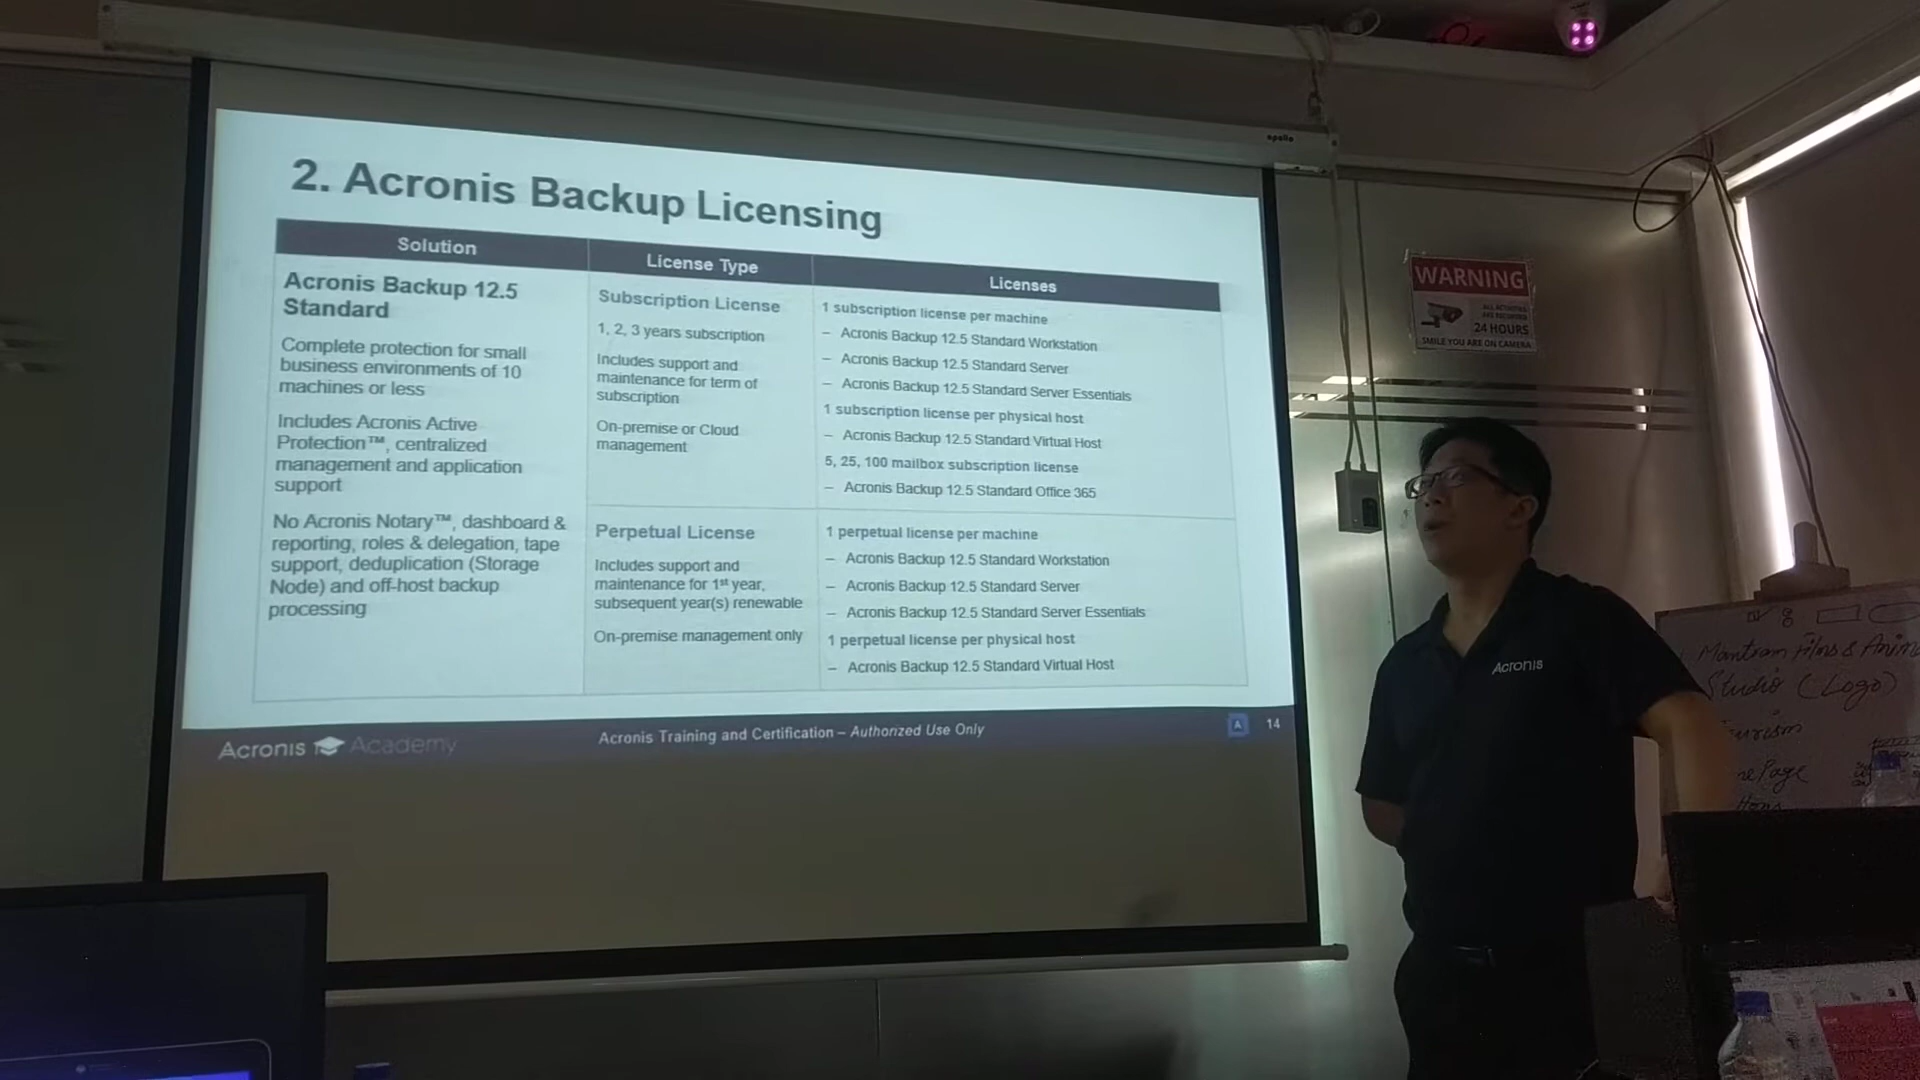 apollo
2. Acronis Backup Licensing
Solution
License Type
Licenses
Acronis Backup 12.5
Standard
Complete protection for small
business environments of 10
machines or less
Includes Acronis Active
Protection™, centralized
management and application
support
No Acronis Notary™, dashboard &
reporting, roles & delegation, tape
support, deduplication (Storage
Node) and off-host backup
processing
Subscription License
1, 2, 3 years subscription
Includes support and
maintenance for term of
subscription
On-premise or Cloud
management
1 subscription license per machine
– Acronis Backup 12.5 Standard Workstation
– Acronis Backup 12.5 Standard Server
– Acronis Backup 12.5 Standard Server Essentials
1 subscription license per physical host
– Acronis Backup 12.5 Standard Virtual Host
5, 25, 100 mailbox subscription license
– Acronis Backup 12.5 Standard Office 365
Perpetual License
Includes support and
maintenance for 1st year,
subsequent year(s) renewable
On-premise management only
1 perpetual license per machine
– Acronis Backup 12.5 Standard Workstation
– Acronis Backup 12.5 Standard Server
– Acronis Backup 12.5 Standard Server Essentials
1 perpetual license per physical host
– Acronis Backup 12.5 Standard Virtual Host
Acronis Academy
Acronis Training and Certification – Authorized Use Only
A 14
WARNING
ALL ACTIVITIES
ARE RECORDED
24 HOURS
SMILE YOU ARE ON CAMERA
Acronis
Mantram Films &
Studio (Logo)
Page